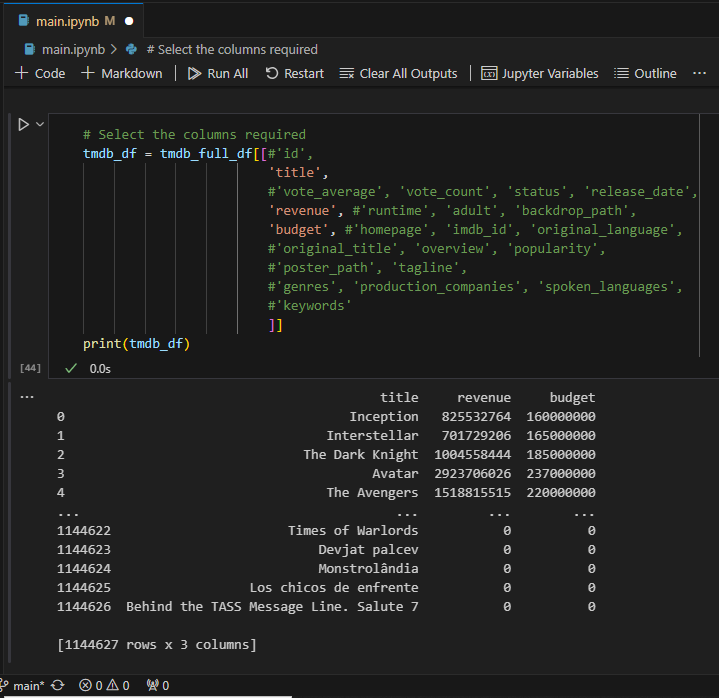 main.ipynb M ●
main.ipynb > # Select the columns required
+ Code + Markdown | Run All Restart Clear All Outputs | Jupyter Variables Outline ...
# Select the columns required
tmdb_df = tmdb_full_df[[#'id',
'title',
#'vote_average', 'vote_count', 'status', 'release_date',
'revenue', #'runtime', 'adult', 'backdrop_path',
'budget', #'homepage', 'imdb_id', 'original_language',
#'original_title', 'overview', 'popularity',
#'poster_path', 'tagline',
#'genres', 'production_companies', 'spoken_languages',
#'keywords'
]]
print(tmdb_df)
[44] ✓ 0.0s
... title revenue budget
0 Inception 825532764 160000000
1 Interstellar 701729206 165000000
2 The Dark Knight 1004558444 185000000
3 Avatar 2923706026 237000000
4 The Avengers 1518815515 220000000
... ... ... ...
1144622 Times of Warlords 0 0
1144623 Devjat palcev 0 0
1144624 Monstrolândia 0 0
1144625 Los chicos de enfrente 0 0
1144626 Behind the TASS Message Line. Salute 7 0 0
[1144627 rows x 3 columns]
main* 0 0 0